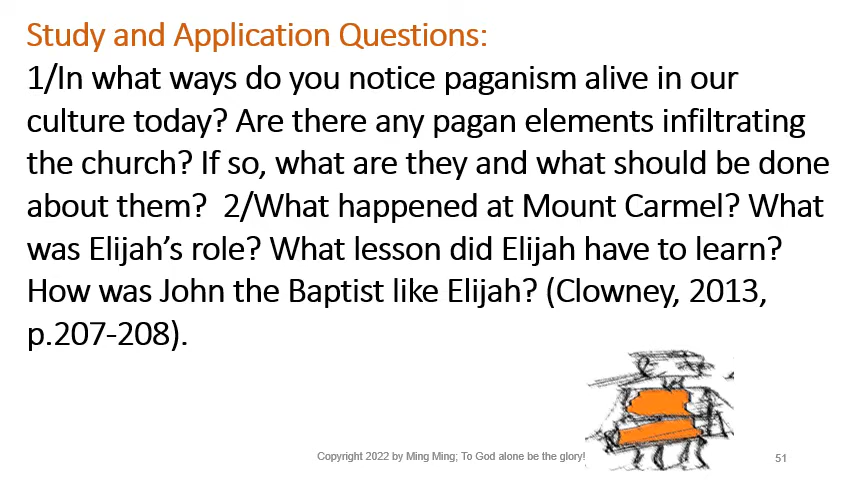 Study and Application Questions:
1/In what ways do you notice paganism alive in our
culture today? Are there any pagan elements infiltrating
the church? If so, what are they and what should be done
about them?  2/What happened at Mount Carmel? What
was Elijah’s role? What lesson did Elijah have to learn?
How was John the Baptist like Elijah? (Clowney, 2013,
p.207-208).
Copyright 2022 by Ming Ming; To God alone be the glory!
51